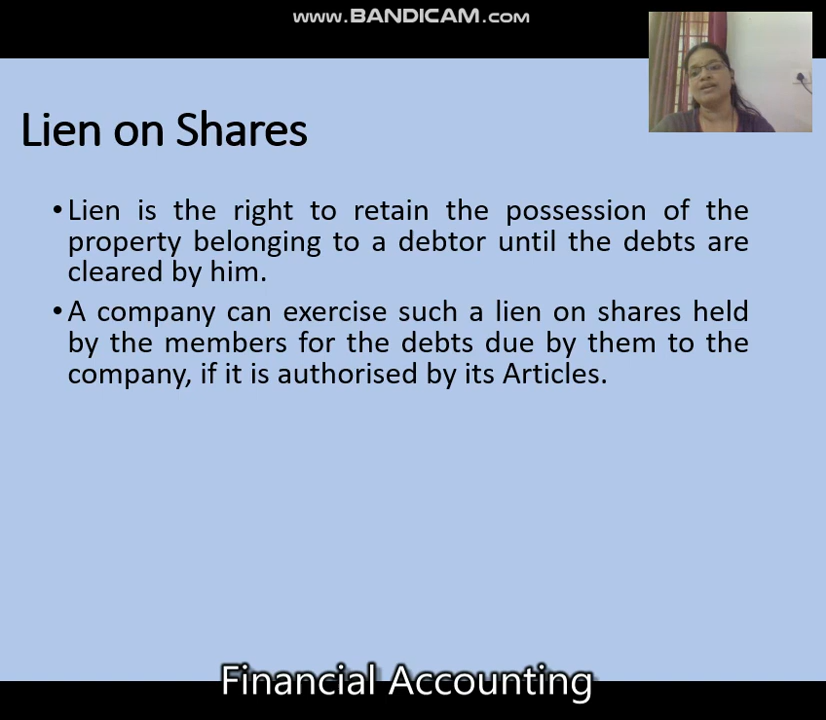 www.BANDICAM.com
Lien on Shares
•Lien is the right to retain the possession of the
property belonging to a debtor until the debts are
cleared by him.
•A company can exercise such a lien on shares held
by the members for the debts due by them to the
company, if it is authorised by its Articles.
Financial Accounting